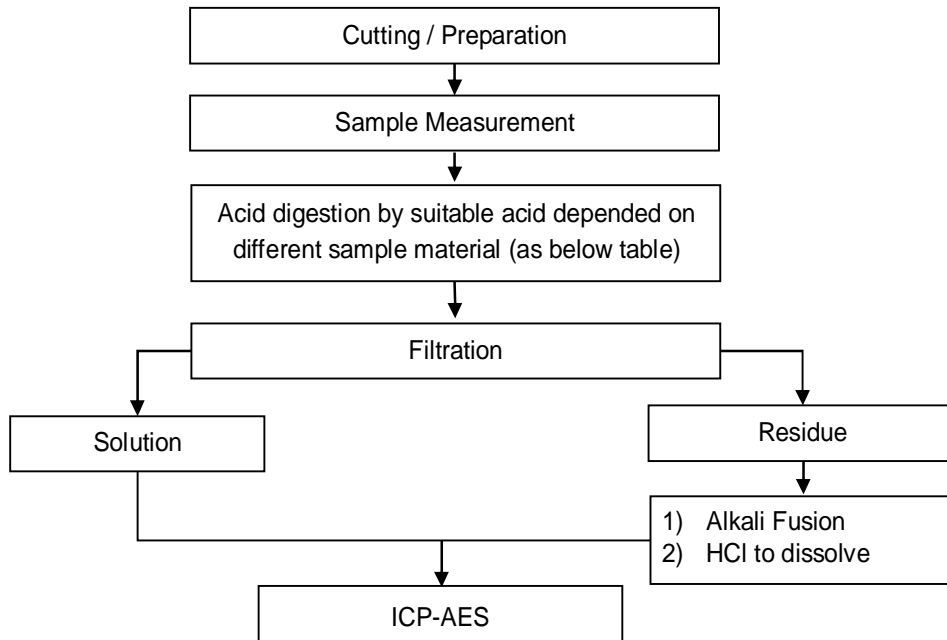 Cutting / Preparation
Sample Measurement
Acid digestion by suitable acid depended on
different sample material (as below table)
Filtration
Solution
Residue
1) Alkali Fusion
2) HCl to dissolve
ICP-AES